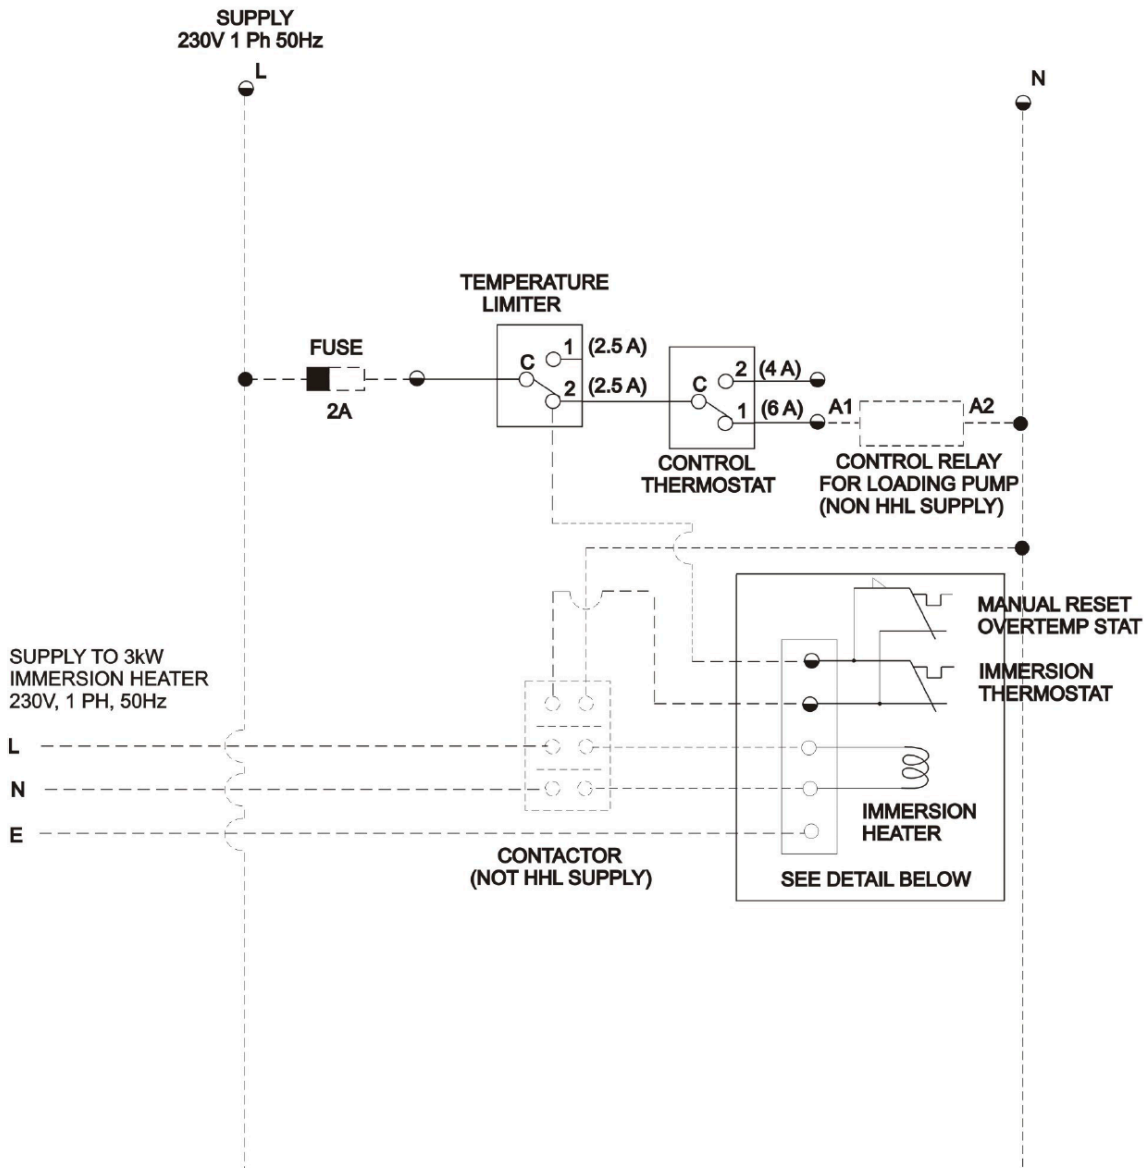 SUPPLY
230V 1 Ph 50Hz
L
N
TEMPERATURE
LIMITER
FUSE
2A
C
1 (2.5 A)
2 (2.5 A)
C
2 (4 A)
1 (6 A)
A1
A2
CONTROL
THERMOSTAT
CONTROL RELAY
FOR LOADING PUMP
(NON HHL SUPPLY)
MANUAL RESET
OVERTEMP STAT
IMMERSION
THERMOSTAT
SUPPLY TO 3kW
IMMERSION HEATER
230V, 1 PH, 50Hz
L
N
E
IMMERSION
HEATER
CONTACTOR
(NOT HHL SUPPLY)
SEE DETAIL BELOW